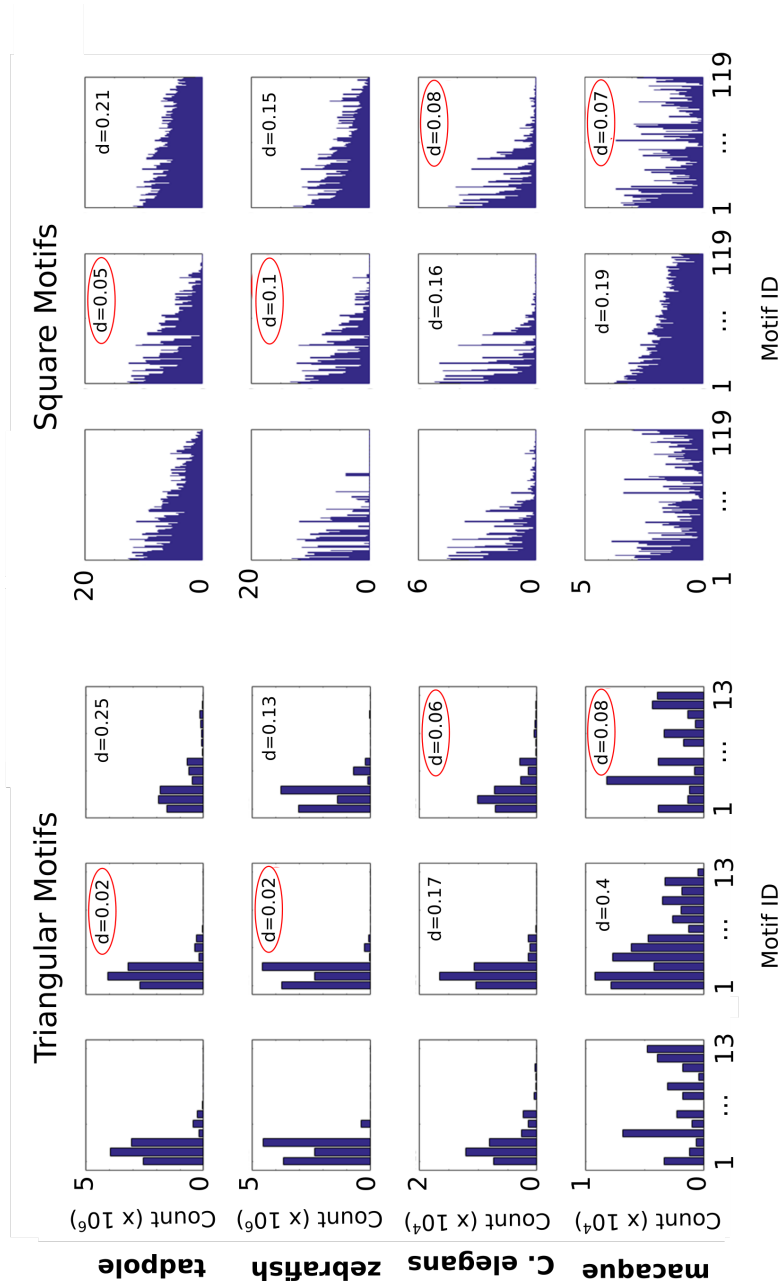 Triangular Motifs
Square Motifs
tadpole
Count (x 10⁶)
5
0
d=0.02
d=0.25
20
0
d=0.05
d=0.21
zebrafish
Count (x 10⁶)
5
0
d=0.02
d=0.13
20
0
d=0.1
d=0.15
C. elegans
Count (x 10⁴)
2
0
d=0.17
d=0.06
6
0
d=0.16
d=0.08
macaque
Count (x 10⁴)
1
0
d=0.4
d=0.08
5
0
d=0.19
d=0.07
1 ... 13
1 ... 13
1 ... 13
1 ... 119
1 ... 119
1 ... 119
Motif ID
Motif ID